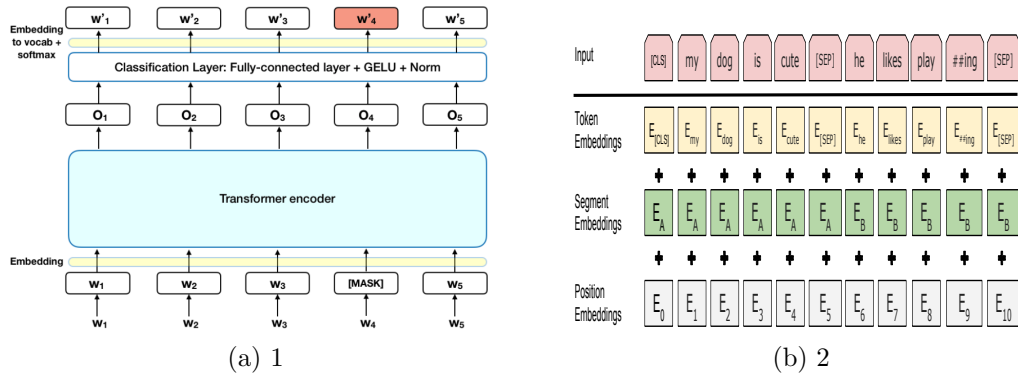 w'1 w'2 w'3 w'4 w'5
Embedding
to vocab +
softmax
Classification Layer: Fully-connected layer + GELU + Norm
O1 O2 O3 O4 O5
Transformer encoder
Embedding
W1 W2 W3 [MASK] W5
W1 W2 W3 W4 W5
(a) 1
Input [CLS] my dog is cute [SEP] he likes play ##ing [SEP]
Token
Embeddings
E[CLS] Emy Edog Eis Ecute E[SEP] Ehe Elikes Eplay E##ing E[SEP]
+ + + + + + + + + + +
Segment
Embeddings
EA EA EA EA EA EA EB EB EB EB EB
+ + + + + + + + + + +
Position
Embeddings
E0 E1 E2 E3 E4 E5 E6 E7 E8 E9 E10
(b) 2